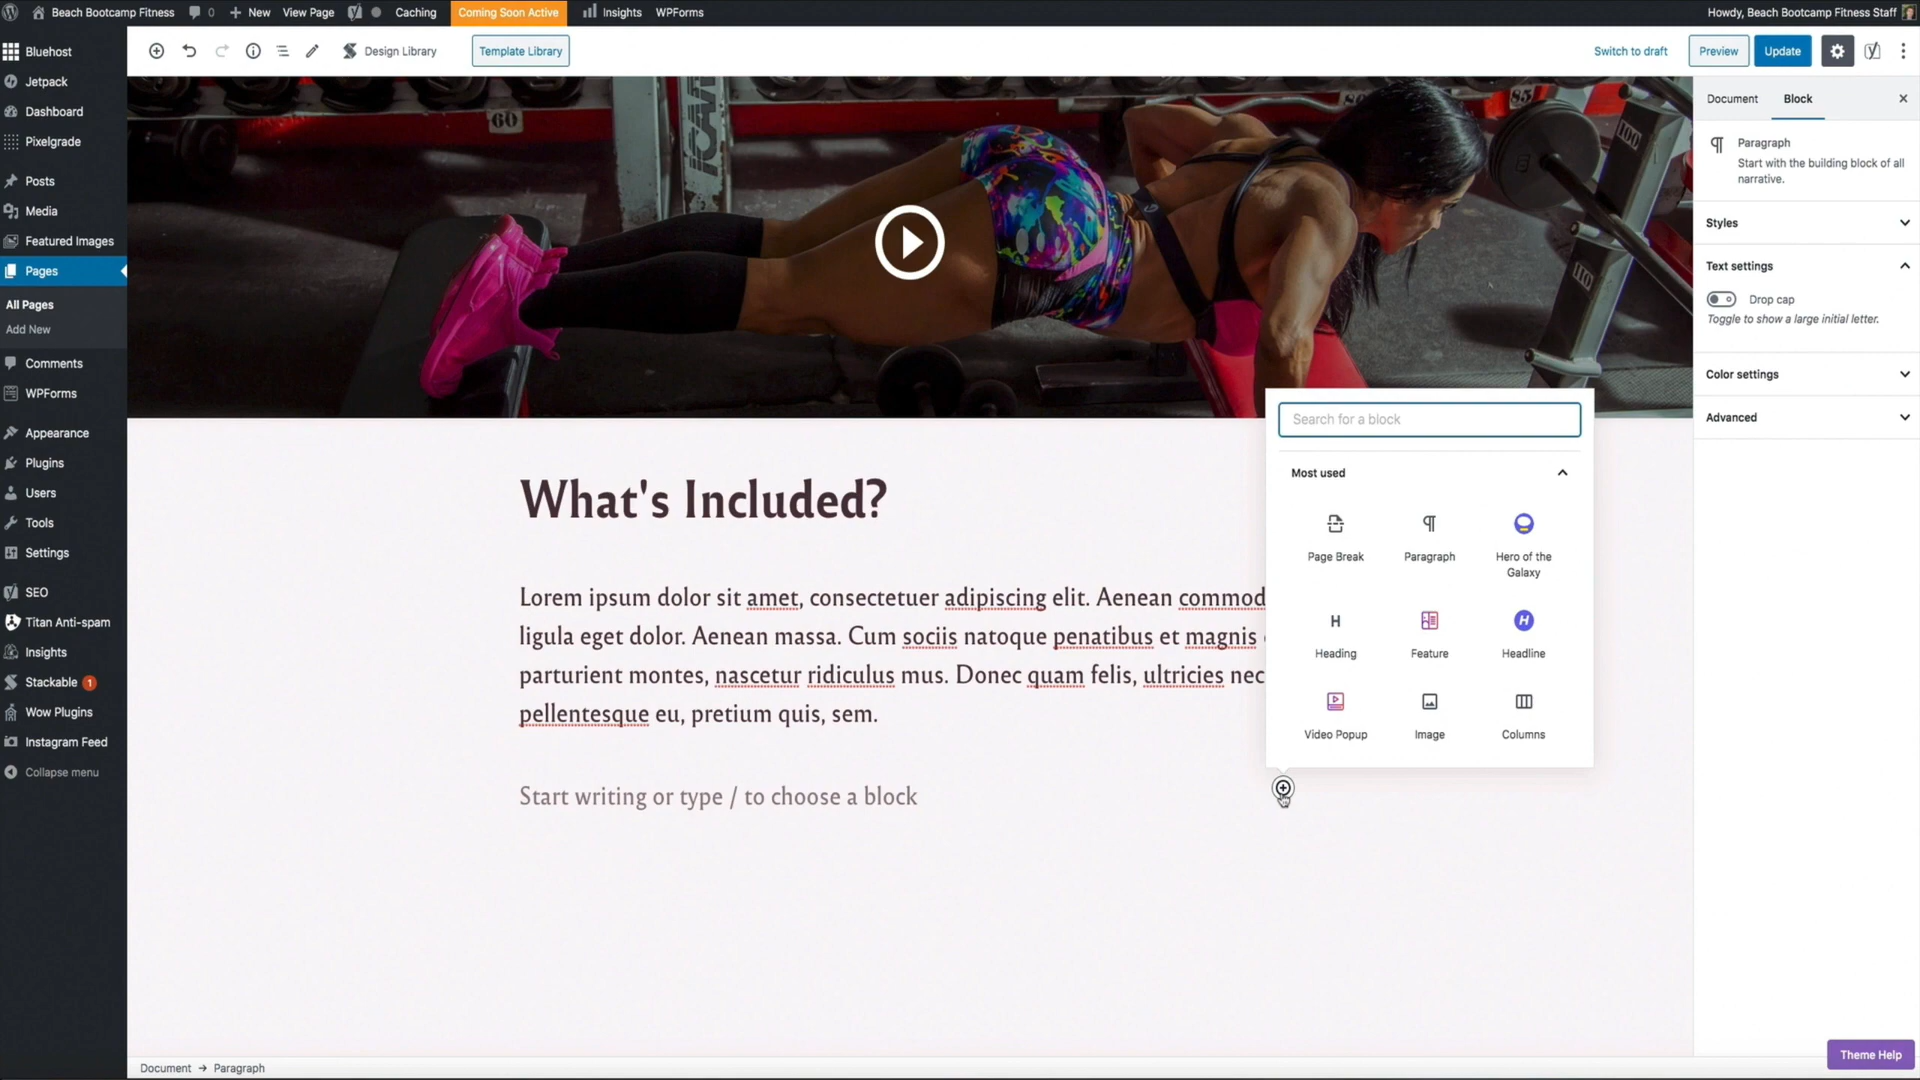 Beach Bootcamp Fitness 0 New View Page Caching Coming Soon Active Insights WPForms Howdy, Beach Bootcamp Fitness Staff
Bluehost
Jetpack
Dashboard
Pixelgrade
Posts
Media
Featured Images
Pages
All Pages
Add New
Comments
WPForms
Appearance
Plugins
Users
Tools
Settings
SEO
Titan Anti-spam
Insights
Stackable 1
Wow Plugins
Instagram Feed
Collapse menu
Design Library Template Library Switch to draft Preview Update
60
80
85
100
110
110
What's Included?
Lorem ipsum dolor sit amet, consectetuer adipiscing elit. Aenean commod
ligula eget dolor. Aenean massa. Cum sociis natoque penatibus et magnis
parturient montes, nascetur ridiculus mus. Donec quam felis, ultricies nec
pellentesque eu, pretium quis, sem.
Start writing or type / to choose a block
Search for a block
Most used
Page Break Paragraph Hero of the
Galaxy
H
Heading Feature Headline
Video Popup Image Columns
Document Block
Paragraph
Start with the building block of all
narrative.
Styles
Text settings
Drop cap
Toggle to show a large initial letter.
Color settings
Advanced
Document → Paragraph
Theme Help